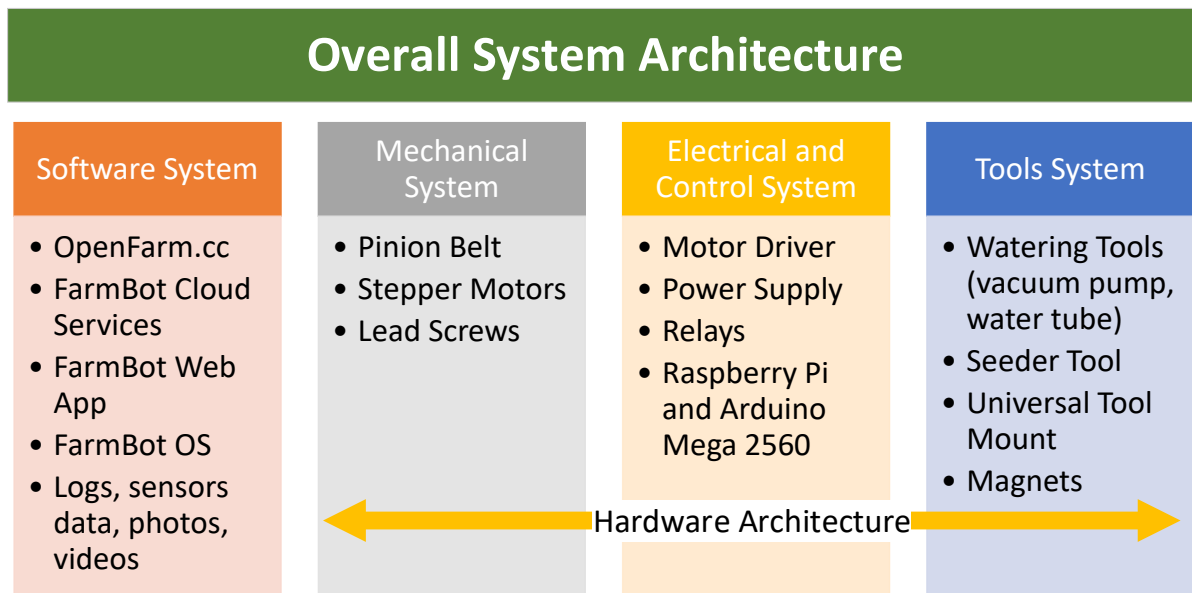 Overall System Architecture
Software System
• OpenFarm.cc
• FarmBot Cloud
Services
• FarmBot Web
App
• FarmBot OS
• Logs, sensors
data, photos,
videos
Mechanical
System
• Pinion Belt
• Stepper Motors
• Lead Screws
Electrical and
Control System
• Motor Driver
• Power Supply
• Relays
• Raspberry Pi
and Arduino
Mega 2560
Tools System
• Watering Tools
(vacuum pump,
water tube)
• Seeder Tool
• Universal Tool
Mount
• Magnets
Hardware Architecture